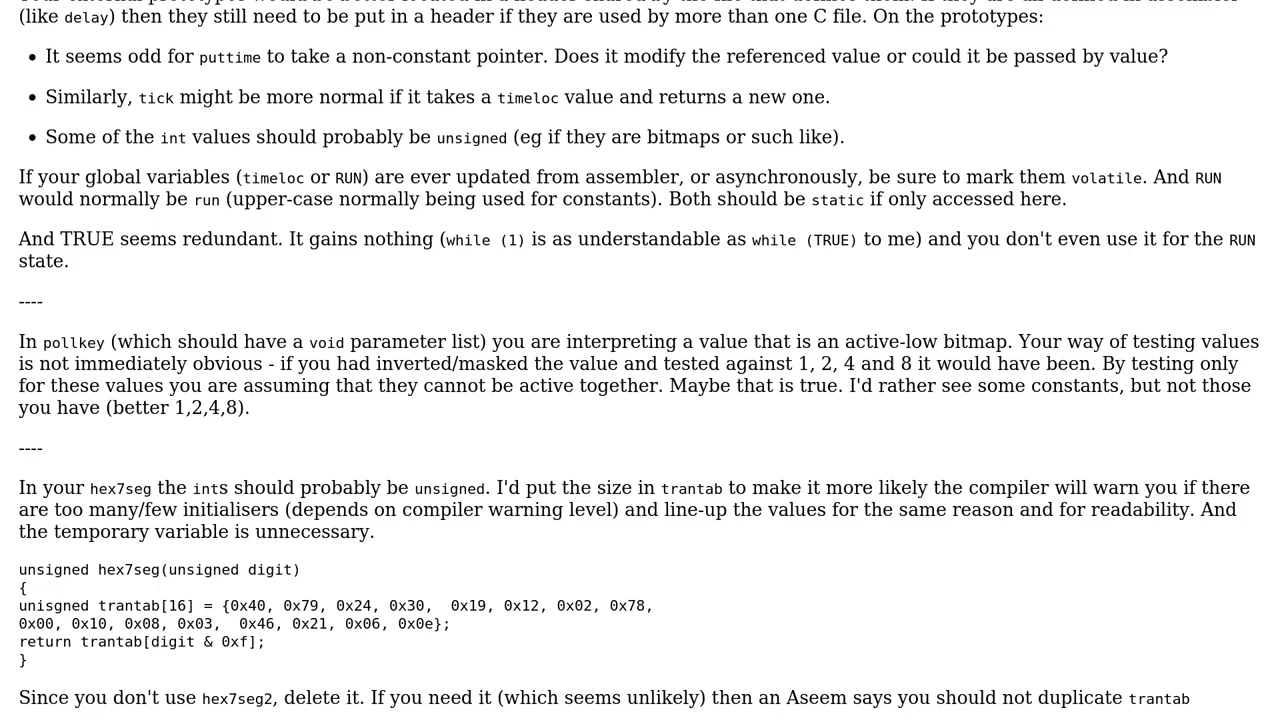 (like delay) then they still need to be put in a header if they are used by more than one C file. On the prototypes:
• It seems odd for puttime to take a non-constant pointer. Does it modify the referenced value or could it be passed by value?
• Similarly, tick might be more normal if it takes a timeloc value and returns a new one.
• Some of the int values should probably be unsigned (eg if they are bitmaps or such like).
If your global variables (timeloc or RUN) are ever updated from assembler, or asynchronously, be sure to mark them volatile. And RUN
would normally be run (upper-case normally being used for constants). Both should be static if only accessed here.
And TRUE seems redundant. It gains nothing (while (1) is as understandable as while (TRUE) to me) and you don't even use it for the RUN
state.
----
In pollkey (which should have a void parameter list) you are interpreting a value that is an active-low bitmap. Your way of testing values
is not immediately obvious - if you had inverted/masked the value and tested against 1, 2, 4 and 8 it would have been. By testing only
for these values you are assuming that they cannot be active together. Maybe that is true. I'd rather see some constants, but not those
you have (better 1,2,4,8).
----
In your hex7seg the ints should probably be unsigned. I'd put the size in trantab to make it more likely the compiler will warn you if there
are too many/few initialisers (depends on compiler warning level) and line-up the values for the same reason and for readability. And
the temporary variable is unnecessary.
unsigned hex7seg(unsigned digit)
{
unisgned trantab[16] = {0x40, 0x79, 0x24, 0x30,  0x19, 0x12, 0x02, 0x78,
0x00, 0x10, 0x08, 0x03,  0x46, 0x21, 0x06, 0x0e};
return trantab[digit & 0xf];
}
Since you don't use hex7seg2, delete it. If you need it (which seems unlikely) then an Aseem says you should not duplicate trantab